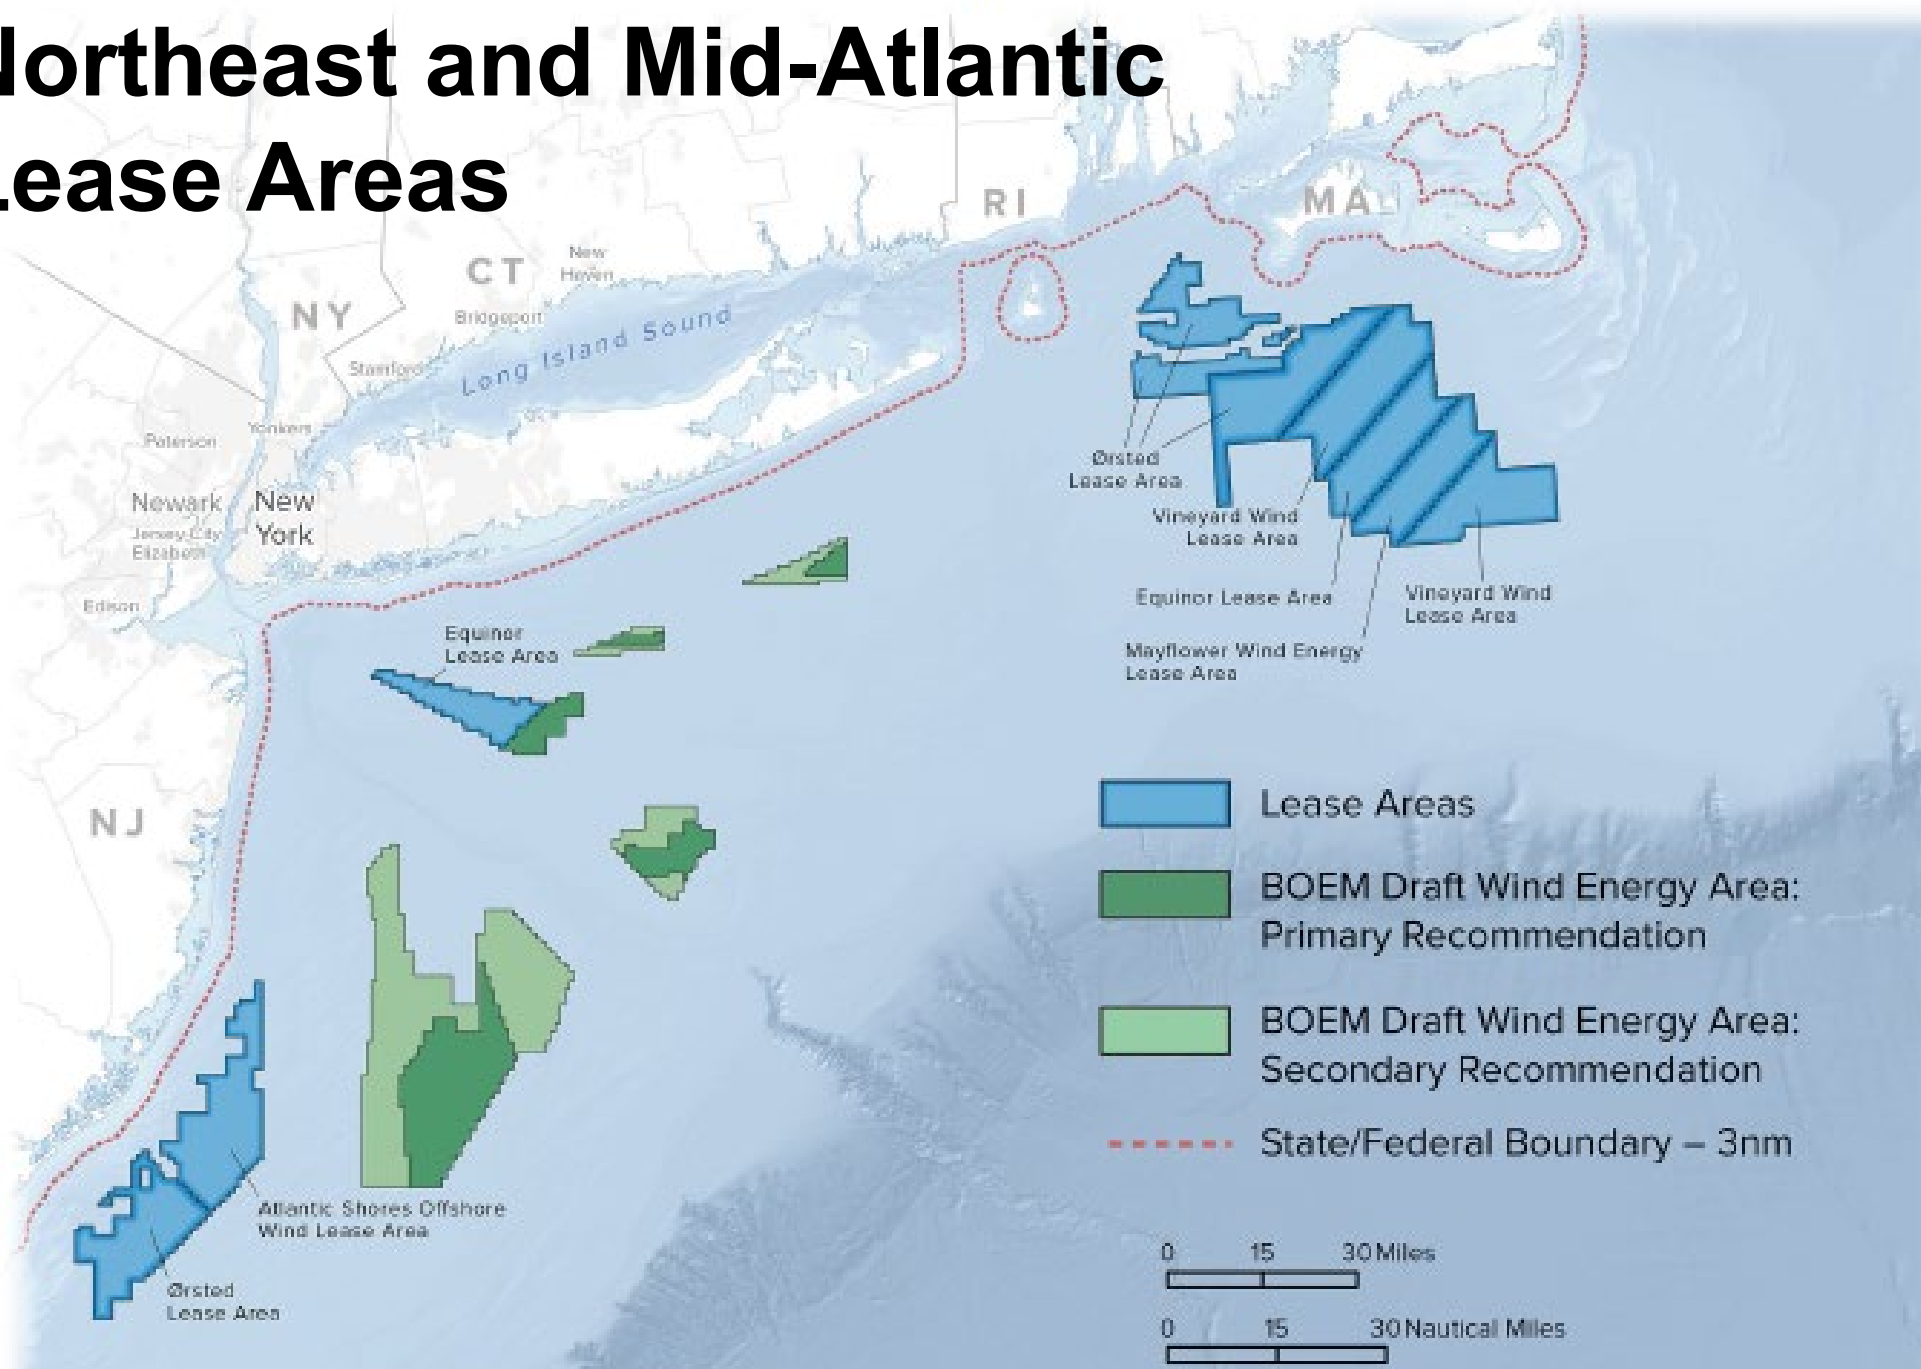 Northeast and Mid-Atlantic
Lease Areas
RI
MA
CT
New
Haven
NY
Bridgeport
Long Island Sound
Stamford
Yonkers
Paterson
Newark
New
York
Jersey City
Elizabeth
Edison
NJ
Ørsted
Lease Area
Vineyard Wind
Lease Area
Equinor Lease Area
Vineyard Wind
Lease Area
Mayflower Wind Energy
Lease Area
Equinor
Lease Area
Lease Areas
BOEM Draft Wind Energy Area:
Primary Recommendation
BOEM Draft Wind Energy Area:
Secondary Recommendation
State/Federal Boundary – 3nm
Atlantic Shores Offshore
Wind Lease Area
Ørsted
Lease Area
0 15 30 Miles
0 15 30 Nautical Miles